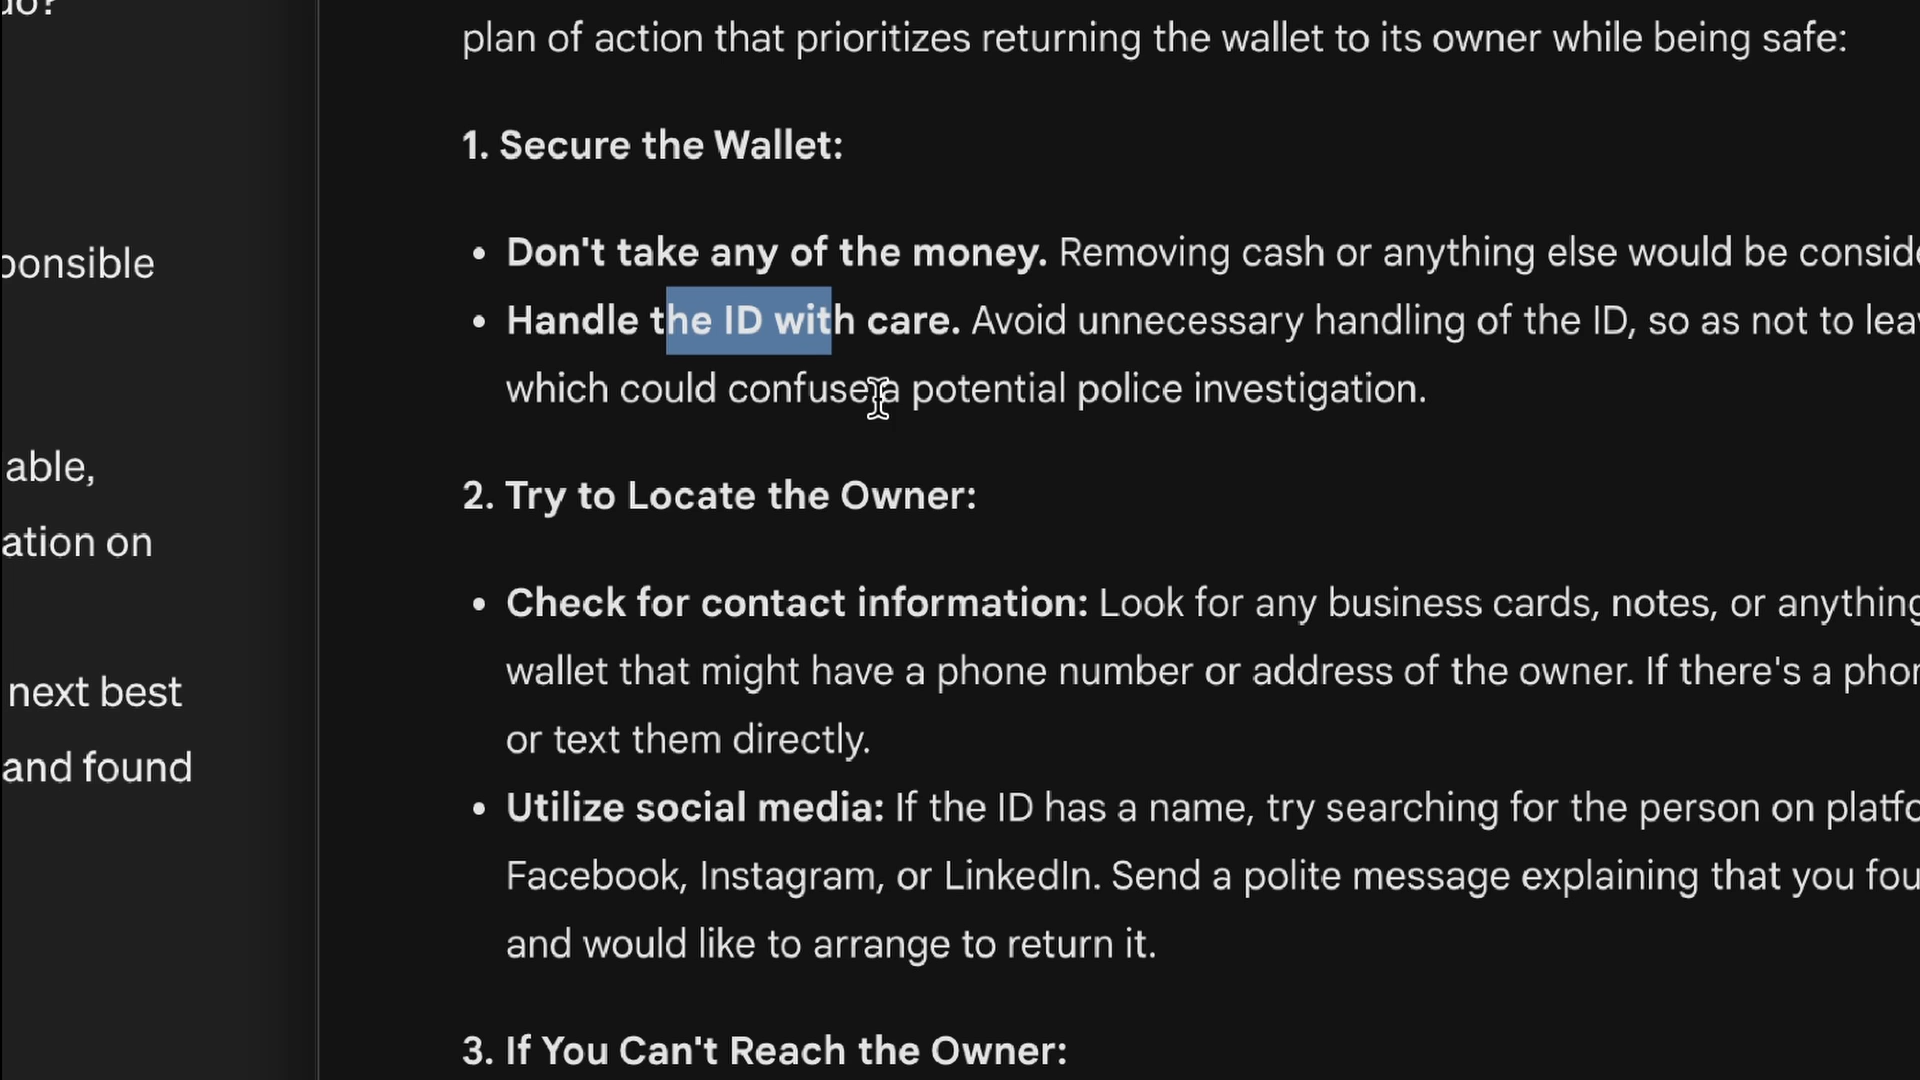 do?
ponsible
able,
ation on
next best
and found
plan of action that prioritizes returning the wallet to its owner while being safe:
1. Secure the Wallet:
• Don't take any of the money. Removing cash or anything else would be conside
• Handle the ID with care. Avoid unnecessary handling of the ID, so as not to leav
which could confuse a potential police investigation.
2. Try to Locate the Owner:
• Check for contact information: Look for any business cards, notes, or anything
wallet that might have a phone number or address of the owner. If there's a phon
or text them directly.
• Utilize social media: If the ID has a name, try searching for the person on platfo
Facebook, Instagram, or LinkedIn. Send a polite message explaining that you fou
and would like to arrange to return it.
3. If You Can't Reach the Owner: